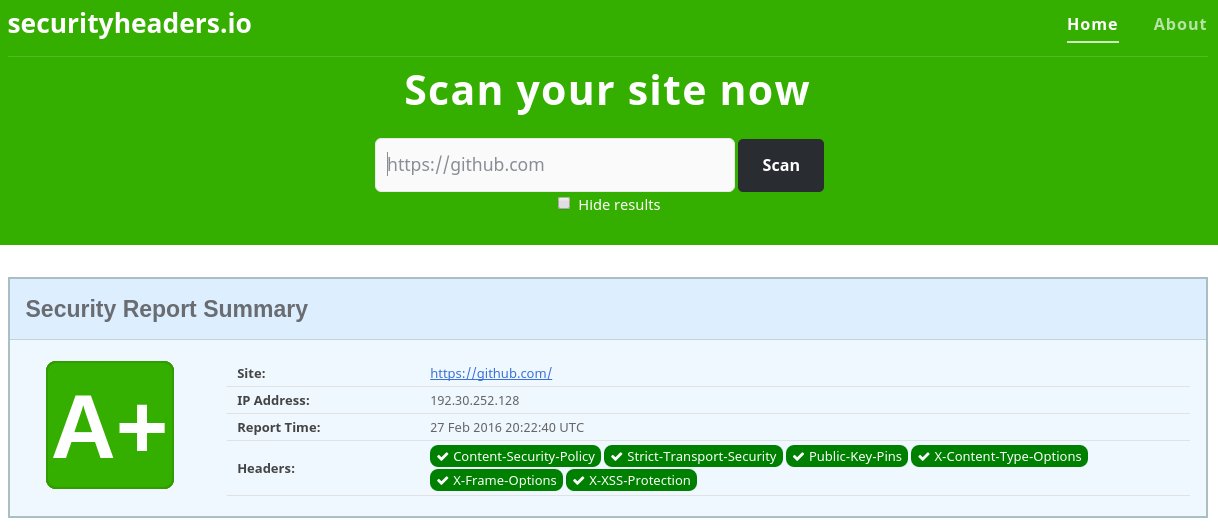 securityheaders.io
Home About
Scan your site now
https://github.com Scan
Hide results
Security Report Summary
A+
Site: https://github.com/
IP Address: 192.30.252.128
Report Time: 27 Feb 2016 20:22:40 UTC
Headers: Content-Security-Policy Strict-Transport-Security Public-Key-Pins X-Content-Type-Options
X-Frame-Options X-XSS-Protection